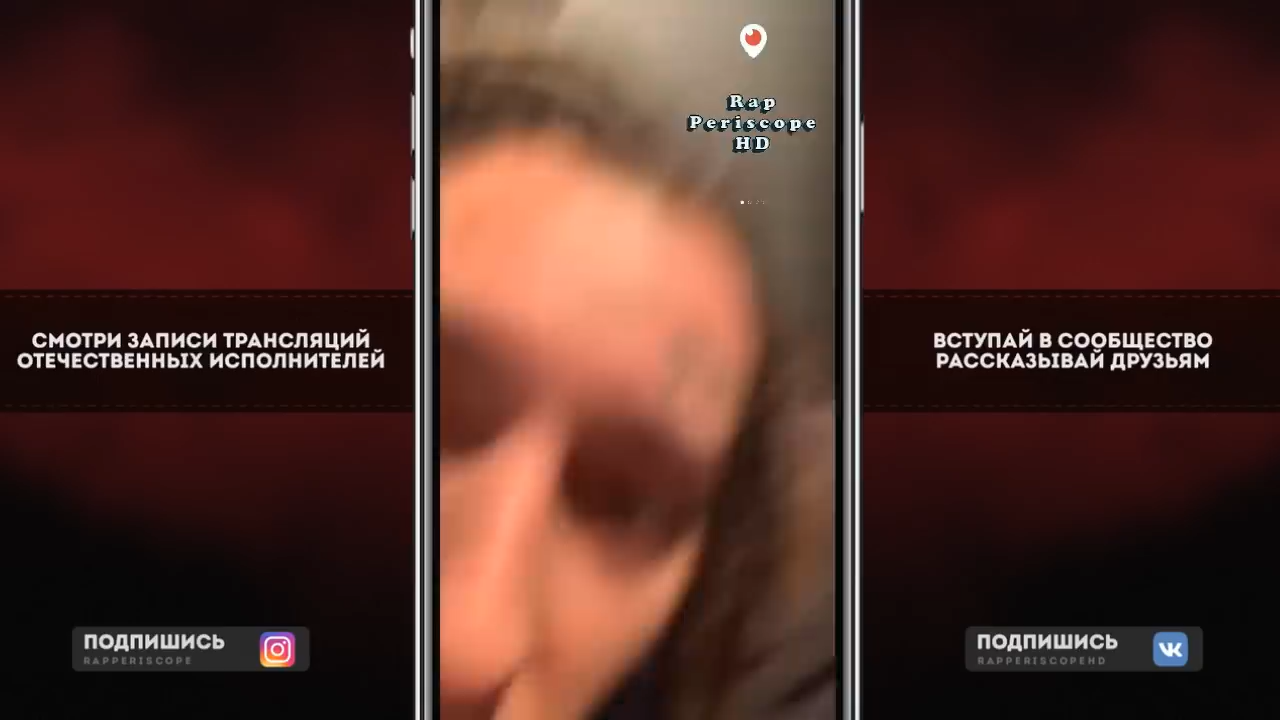 Rap
Periscope
HD
СМОТРИ ЗАПИСИ ТРАНСЛЯЦИЙ
ОТЕЧЕСТВЕННЫХ ИСПОЛНИТЕЛЕЙ
ВСТУПАЙ В СООБЩЕСТВО
РАССКАЗЫВАЙ ДРУЗЬЯМ
ПОДПИШИСЬ
RAPPERISCOPE
ПОДПИШИСЬ
RAPPERISCOPEHD